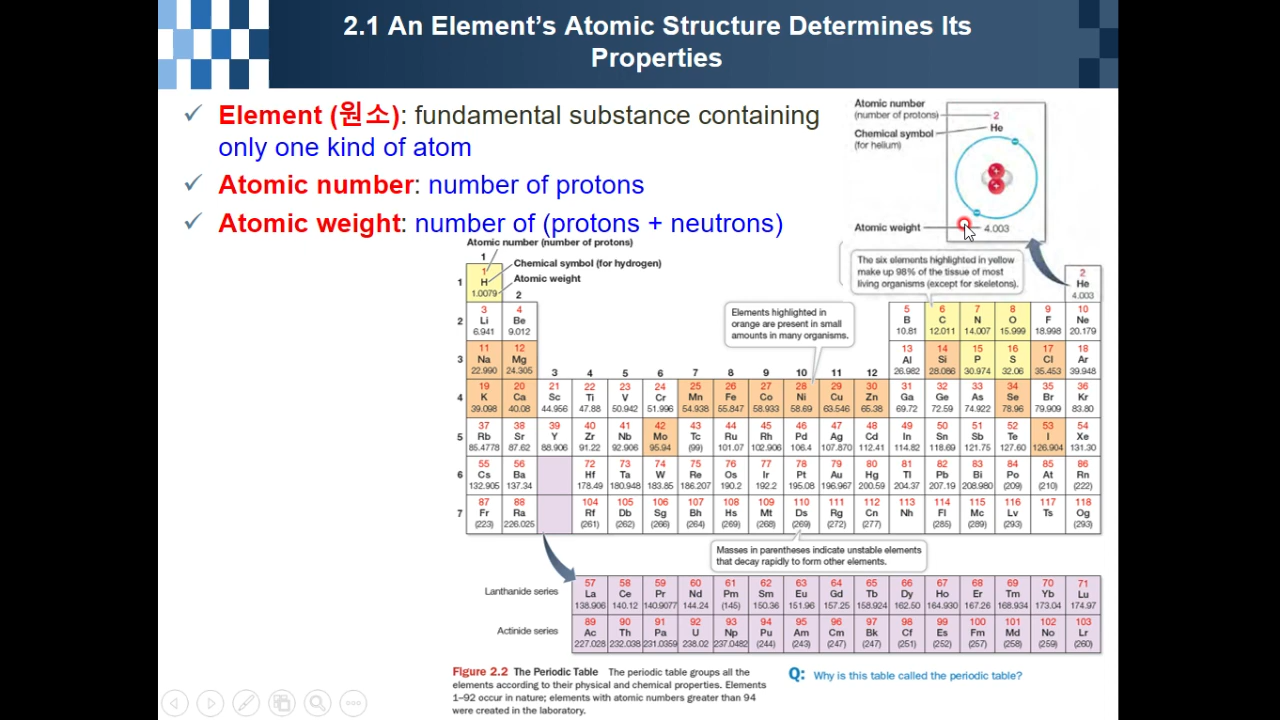 2.1 An Element's Atomic Structure Determines Its
Properties
✓ Element (원소): fundamental substance containing
only one kind of atom
✓ Atomic number: number of protons
✓ Atomic weight: number of (protons + neutrons)
Atomic number
(number of protons)
2
Chemical symbol
(for helium)
He
+
+
Atomic weight
4.003
Atomic number (number of protons)
Chemical symbol (for hydrogen)
Atomic weight
The six elements highlighted in yellow
make up 98% of the tissue of most
living organisms (except for skeletons).
Elements highlighted in
orange are present in small
amounts in many organisms.
1
2
3 4 5 6 7 8 9 10 11 12
1
1 2
H He
1.0079 4.003
2
3 4 5 6 7 8 9 10
Li Be B C N O F Ne
6.941 9.012 10.81 12.011 14.007 15.999 18.998 20.179
3
11 12 13 14 15 16 17 18
Na Mg Al Si P S Cl Ar
22.990 24.305 26.982 28.086 30.974 32.06 35.453 39.948
4
19 20 21 22 23 24 25 26 27 28 29 30 31 32 33 34 35 36
K Ca Sc Ti V Cr Mn Fe Co Ni Cu Zn Ga Ge As Se Br Kr
39.098 40.08 44.956 47.88 50.942 51.996 54.938 55.847 58.933 58.69 63.546 65.38 69.72 72.59 74.922 78.96 79.909 83.80
5
37 38 39 40 41 42 43 44 45 46 47 48 49 50 51 52 53 54
Rb Sr Y Zr Nb Mo Tc Ru Rh Pd Ag Cd In Sn Sb Te I Xe
85.4778 87.62 88.906 91.22 92.906 95.94 (99) 101.07 102.906 106.4 107.870 112.41 114.82 118.69 121.75 127.60 126.904 131.30
6
55 56 72 73 74 75 76 77 78 79 80 81 82 83 84 85 86
Cs Ba Hf Ta W Re Os Ir Pt Au Hg Tl Pb Bi Po At Rn
132.905 137.34 178.49 180.948 183.85 186.207 190.2 192.2 195.08 196.967 200.59 204.37 207.19 208.980 (209) (210) (222)
7
87 88 104 105 106 107 108 109 110 111 112 113 114 115 116 117 118
Fr Ra Rf Db Sg Bh Hs Mt Ds Rg Cn Nh Fl Mc Lv Ts Og
(223) 226.025 (261) (262) (266) (264) (269) (268) (269) (272) (277) (285) (289) (293) (293)
Masses in parentheses indicate unstable elements
that decay rapidly to form other elements.
Lanthanide series
57 58 59 60 61 62 63 64 65 66 67 68 69 70 71
La Ce Pr Nd Pm Sm Eu Gd Tb Dy Ho Er Tm Yb Lu
138.906 140.12 140.9077 144.24 (145) 150.36 151.96 157.25 158.924 162.50 164.930 167.26 168.934 173.04 174.97
Actinide series
89 90 91 92 93 94 95 96 97 98 99 100 101 102 103
Ac Th Pa U Np Pu Am Cm Bk Cf Es Fm Md No Lr
227.028 232.038 231.0359 238.02 237.0482 (244) (243) (247) (247) (251) (252) (257) (258) (259) (260)
Figure 2.2 The Periodic Table The periodic table groups all the
elements according to their physical and chemical properties. Elements
1–92 occur in nature; elements with atomic numbers greater than 94
were created in the laboratory.
Q: Why is this table called the periodic table?